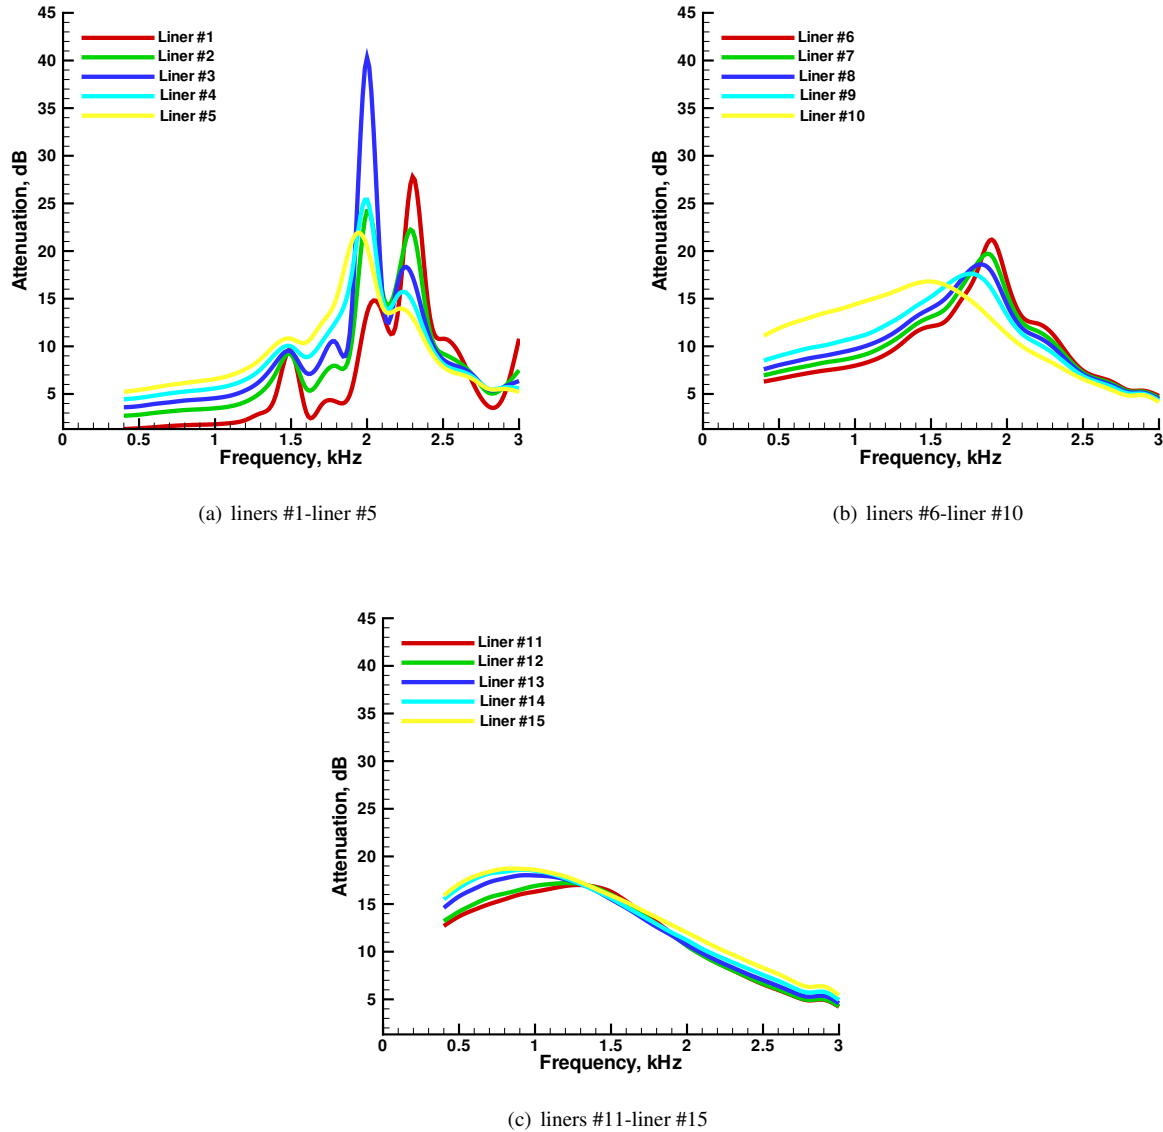 45
40
35
30
25
20
15
10
5
Attenuation, dB
Liner #1
Liner #2
Liner #3
Liner #4
Liner #5
0 0.5 1 1.5 2 2.5 3
Frequency, kHz
(a) liners #1-liner #5
45
40
35
30
25
20
15
10
5
Attenuation, dB
Liner #6
Liner #7
Liner #8
Liner #9
Liner #10
0 0.5 1 1.5 2 2.5 3
Frequency, kHz
(b) liners #6-liner #10
45
40
35
30
25
20
15
10
5
Attenuation, dB
Liner #11
Liner #12
Liner #13
Liner #14
Liner #15
0 0.5 1 1.5 2 2.5 3
Frequency, kHz
(c) liners #11-liner #15